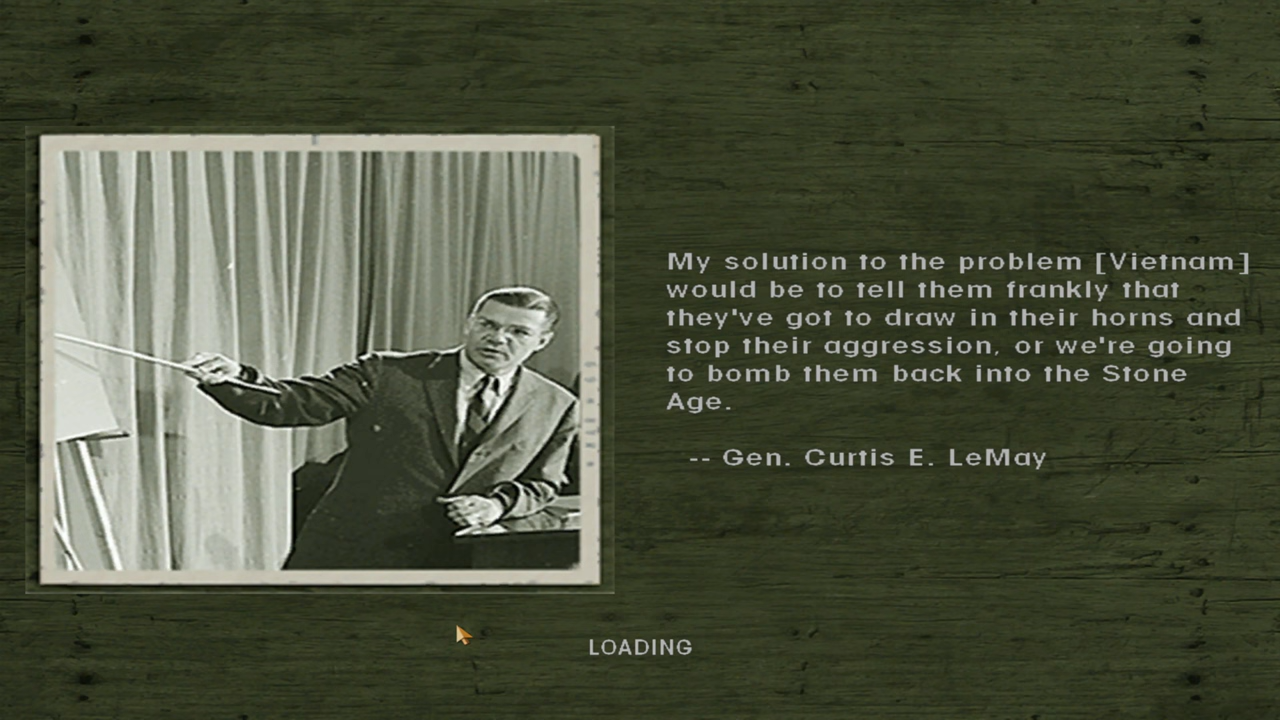 My solution to the problem [Vietnam]
would be to tell them frankly that
they've got to draw in their horns and
stop their aggression, or we're going
to bomb them back into the Stone
Age.
-- Gen. Curtis E. LeMay
LOADING